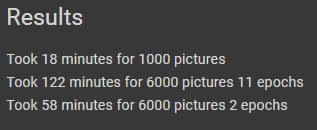 Results
Took 18 minutes for 1000 pictures
Took 122 minutes for 6000 pictures 11 epochs
Took 58 minutes for 6000 pictures 2 epochs